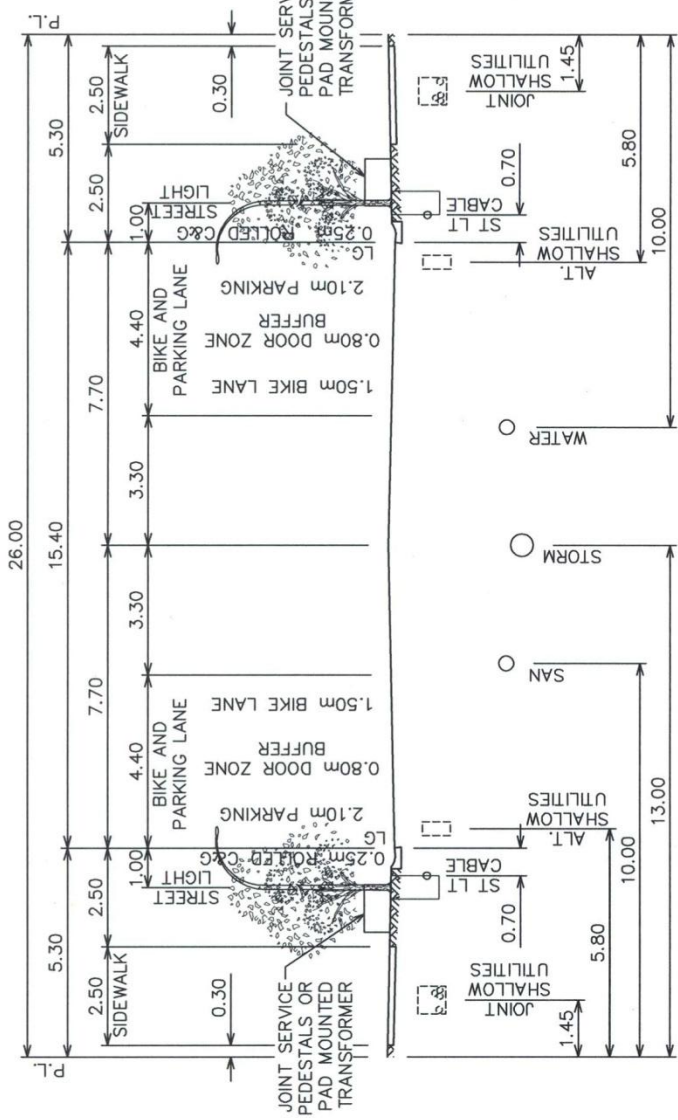 26.00
P.L.
P.L.
5.30
15.40
5.30
2.50
2.50
7.70
7.70
2.50
2.50
SIDEWALK
1.00
4.40
3.30
3.30
4.40
1.00
SIDEWALK
0.30
STREET
LIGHT
BIKE AND
PARKING LANE
BIKE AND
PARKING LANE
STREET
LIGHT
0.30
JOINT SERVICE
PEDESTALS OR
PAD MOUNTED
TRANSFORMER
0.25m ROLLED C&G
LG
2.10m PARKING
0.80m DOOR ZONE
BUFFER
1.50m BIKE LANE
1.50m BIKE LANE
0.80m DOOR ZONE
BUFFER
2.10m PARKING
0.25m ROLLED C&G
LG
PEDESTALS
PAD MOUNT
JOINT
SHALLOW
UTILITIES
ST LT
CABLE
ALT.
SHALLOW
UTILITIES
SAN
STORM
WATER
ALT.
SHALLOW
UTILITIES
ST LT
CABLE
JOINT
SHALLOW
UTILITIES
1.45
0.70
0.70
1.45
5.80
5.80
10.00
10.00
13.00